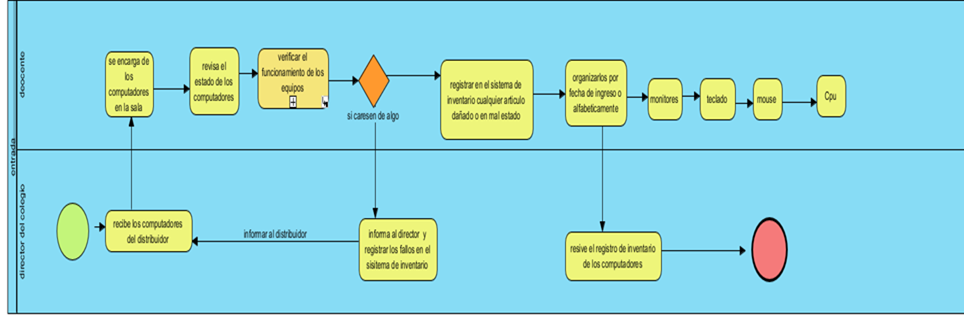 entrada
deocento
se encarga de
los
computadores
en la sala
revisa el
estado de los
computadores
verificar el
funcionamiento de los
equipos
si caresen de algo
registrar en el sistema de
inventario cualquier articulo
dañado o en mal estado
organizarlos por
fecha de ingreso o
alfabeticamente
monitores
teclado
mouse
Cpu
director del colegio
recibe los computadores
del distribuidor
informar al distribuidor
informa al director y
registrar los fallos en el
sisitema de inventario
resive el registro de inventario
de los computadores